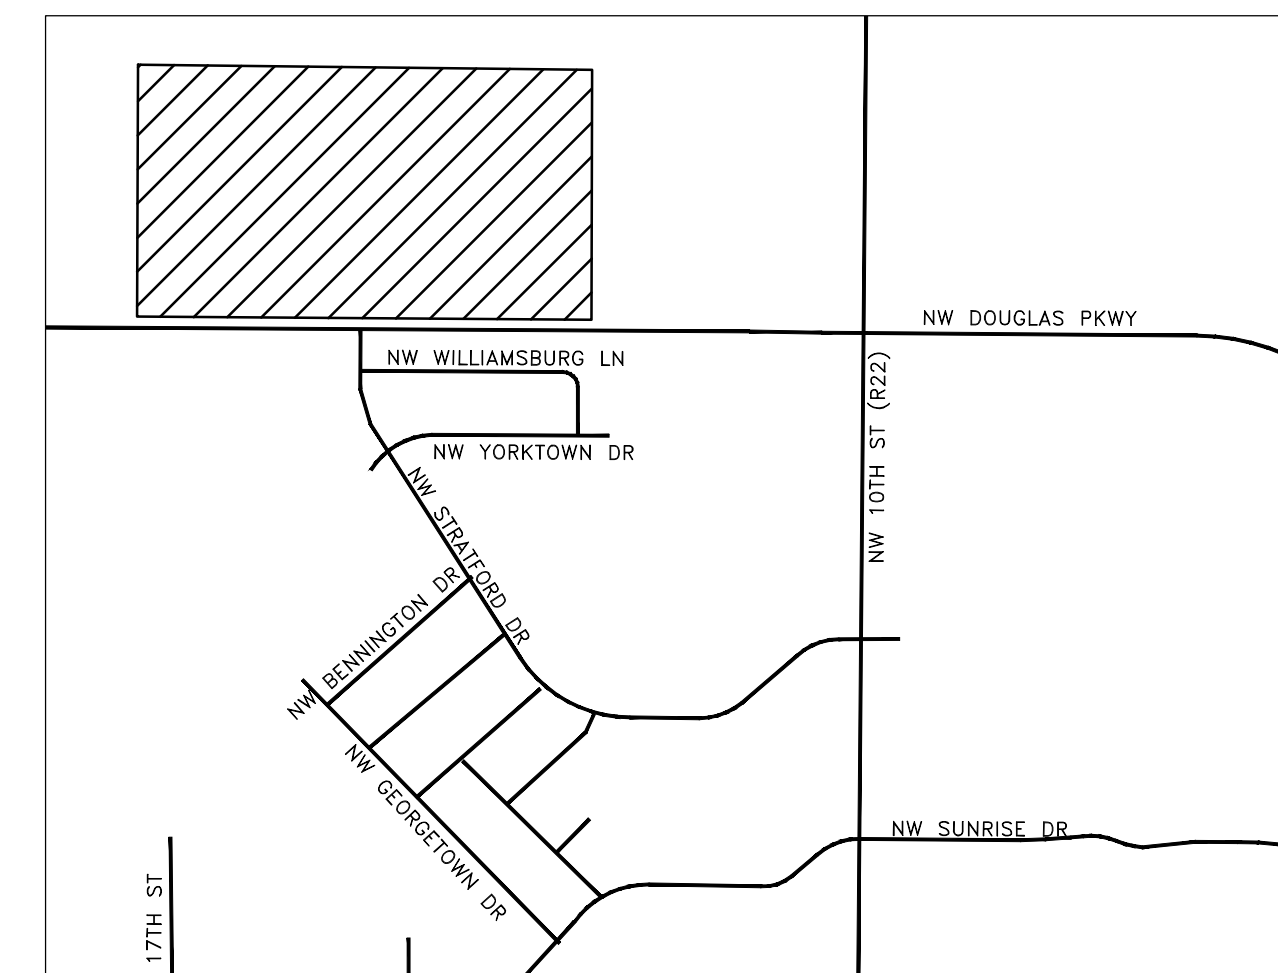 NW DOUGLAS PKWY
NW WILLIAMSBURG LN
NW 10TH ST (R22)
NW YORKTOWN DR
NW STRATFORD DR
NW BENNINGTON DR
NW GEORGETOWN DR
NW SUNRISE DR
17TH ST